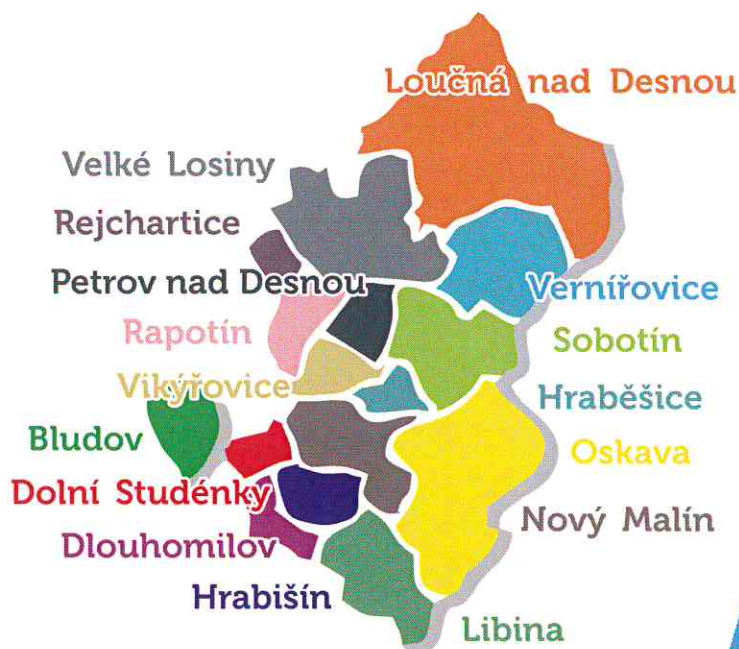 Loučná nad Desnou
Velké Losiny
Rejchartice
Petrov nad Desnou
Vernířovice
Rapotín
Sobotín
Vikýřovice
Hraběšice
Bludov
Oskava
Dolní Studénky
Nový Malín
Dlouhomilov
Hrabišín
Libina